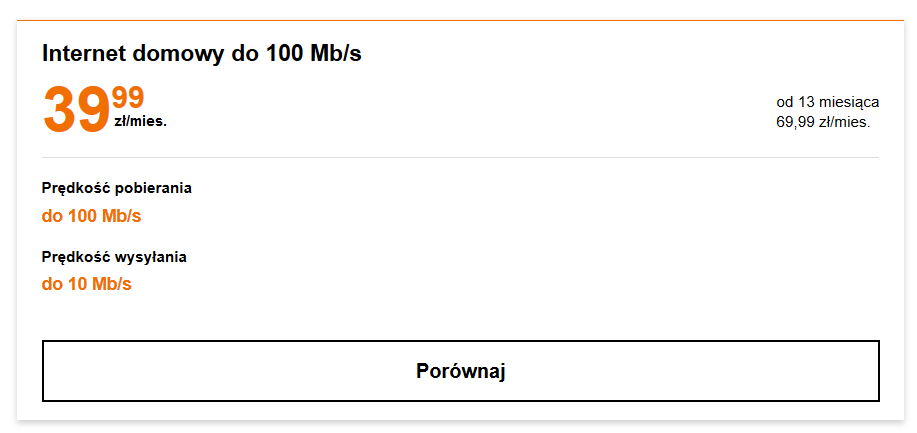 Internet domowy do 100 Mb/s
39 99 zł/mies.
od 13 miesiąca
69,99 zł/mies.
Prędkość pobierania
do 100 Mb/s
Prędkość wysyłania
do 10 Mb/s
Porównaj